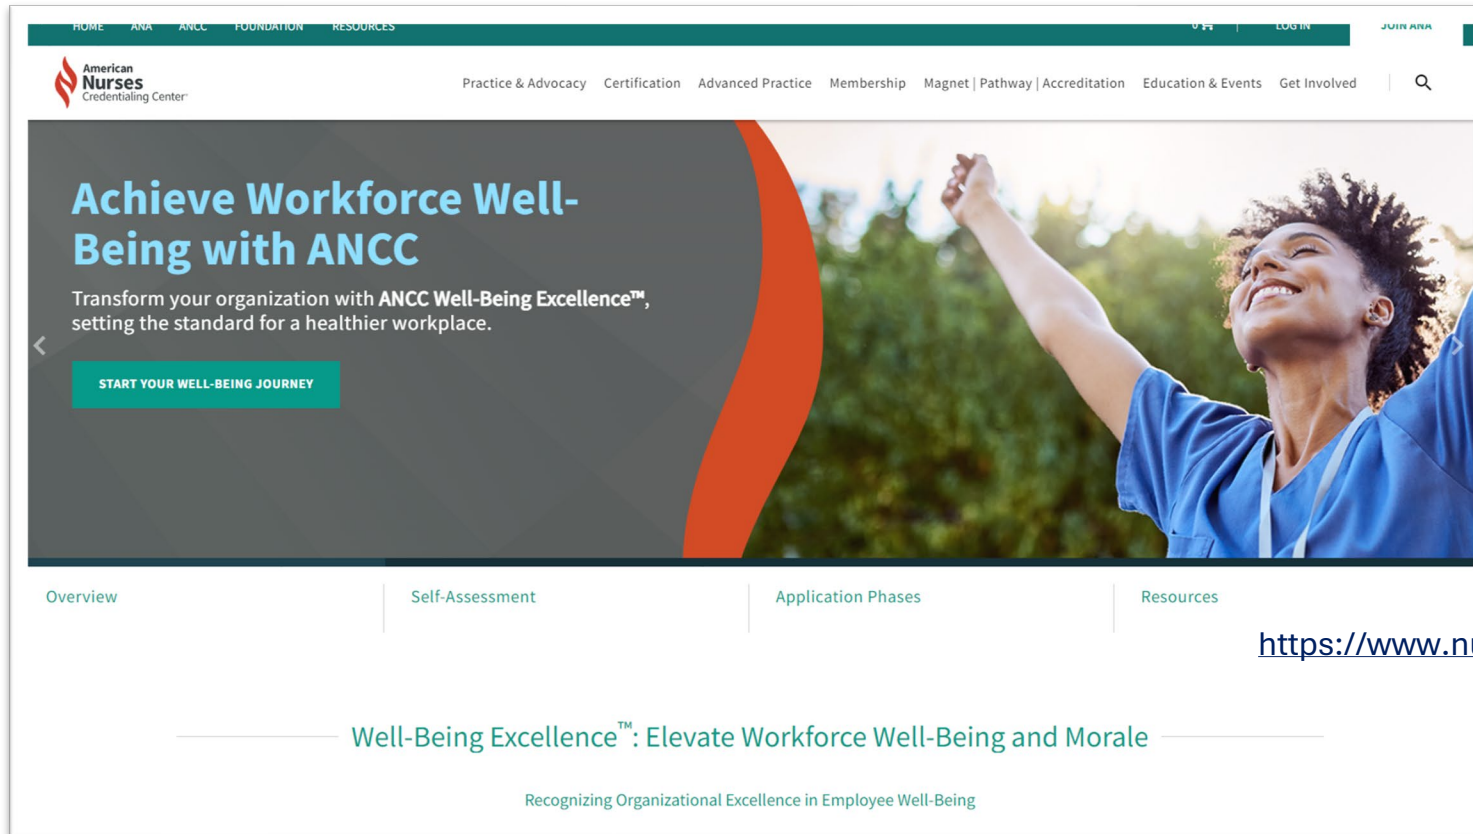 HOME ANA ANCC FOUNDATION RESOURCES 0 LOG IN JOIN ANA
American
Nurses
Credentialing Center™
Practice & Advocacy Certification Advanced Practice Membership Magnet | Pathway | Accreditation Education & Events Get Involved
Achieve Workforce Well-
Being with ANCC
Transform your organization with ANCC Well-Being Excellence™,
setting the standard for a healthier workplace.
START YOUR WELL-BEING JOURNEY
Overview Self-Assessment Application Phases Resources
https://www.nu
Well-Being Excellence™: Elevate Workforce Well-Being and Morale
Recognizing Organizational Excellence in Employee Well-Being